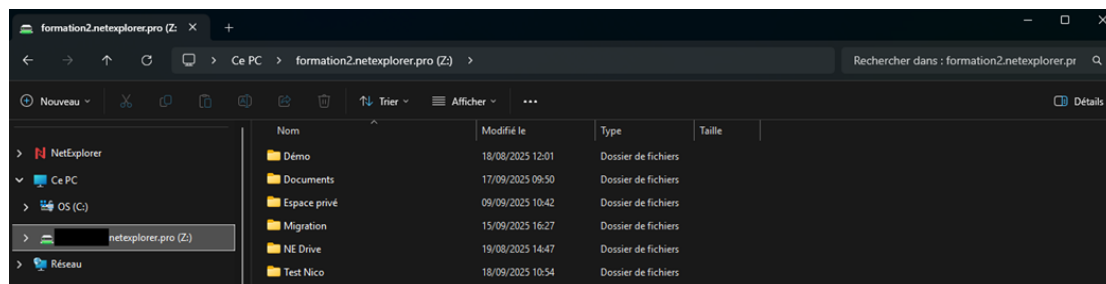 formation2.netexplorer.pro (Z:
Ce PC > formation2.netexplorer.pro (Z:) >
Rechercher dans : formation2.netexplorer.pr
Nouveau
Trier
Afficher
Détails
Nom Modifié le Type Taille
NetExplorer
Ce PC
OS (C:)
netexplorer.pro (Z:)
Réseau
Démo 18/08/2025 12:01 Dossier de fichiers
Documents 17/09/2025 09:50 Dossier de fichiers
Espace privé 09/09/2025 10:42 Dossier de fichiers
Migration 15/09/2025 16:27 Dossier de fichiers
NE Drive 19/08/2025 14:47 Dossier de fichiers
Test Nico 18/09/2025 10:54 Dossier de fichiers